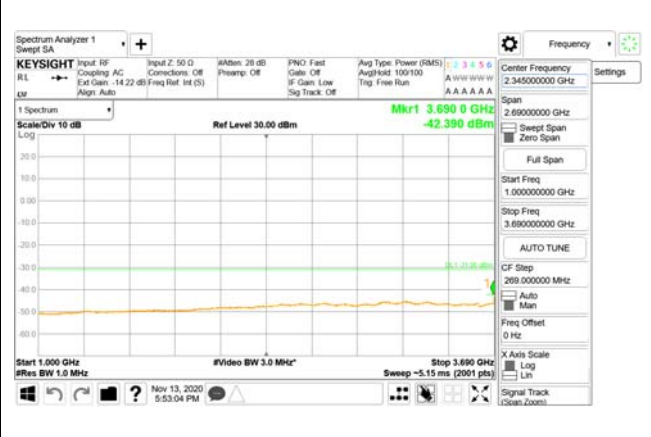 Spectrum Analyzer 1
Swept SA
Frequency
KEYSIGHT
RL
Input: RF
Coupling: AC
Ext Gain: -14.22 dB
Align: Auto
Input Z: 50 Ω
Corrections: Off
Freq Ref: Int (S)
#Atten: 28 dB
Preamp: Off
PNO: Fast
Gate: Off
IF Gain: Low
Sig Track: Off
Avg Type: Power (RMS)
Avg|Hold: 100/100
Trig: Free Run
1 2 3 4 5 6
A W W W W W
A A A A A A
Center Frequency
2.345000000 GHz
Settings
1 Spectrum
Mkr1 3.690 0 GHz
-42.390 dBm
Scale/Div 10 dB
Ref Level 30.00 dBm
Log
20.0
10.0
0.00
-10.0
-20.0
-30.0
-40.0
-50.0
-60.0
1
Span
2.69000000 GHz
Swept Span
Zero Span
Full Span
Start Freq
1.000000000 GHz
Stop Freq
3.690000000 GHz
AUTO TUNE
CF Step
269.000000 MHz
Auto
Man
Freq Offset
0 Hz
X Axis Scale
Log
Lin
Signal Track
(Span Zoom)
Start 1.000 GHz
#Res BW 1.0 MHz
#Video BW 3.0 MHz*
Stop 3.690 GHz
Sweep ~5.15 ms (2001 pts)
Nov 13, 2020
5:53:04 PM